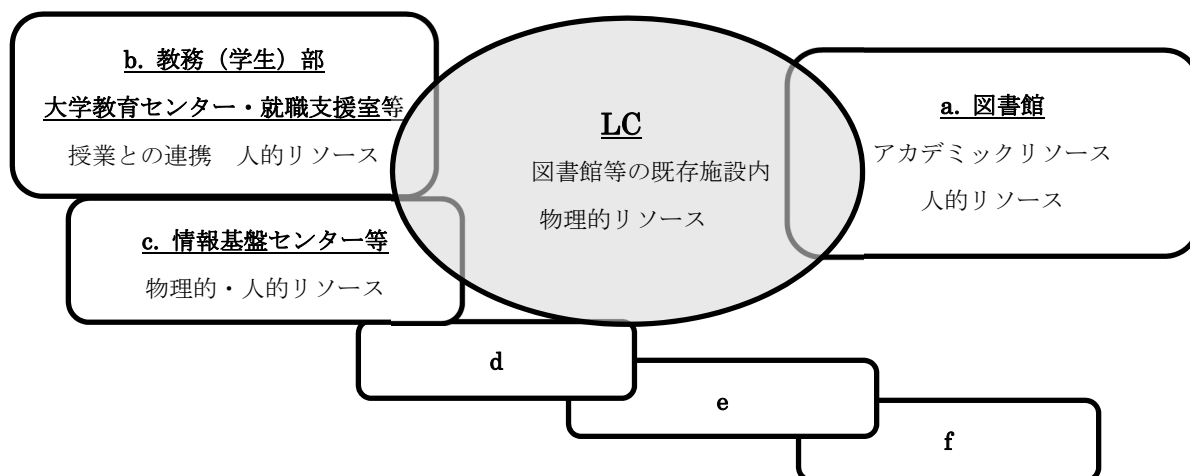 b. 教務（学生）部
大学教育センター・就職支援室等
授業との連携　人的リソース
LC
図書館等の既存施設内
物理的リソース
a. 図書館
アカデミックリソース
人的リソース
c. 情報基盤センター等
物理的・人的リソース
d
e
f